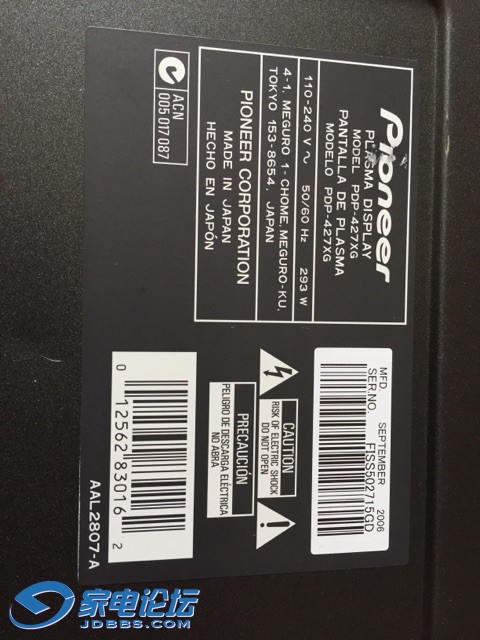 Pioneer
PLASMA DISPLAY
MODEL PDP-427XG
PANTALLA DE PLASMA
MODELO PDP-427XG
110-240 V ~ 50/60 Hz 293 W
4-1, MEGURO 1-CHOME, MEGURO-KU,
TOKYO 153-8654, JAPAN
PIONEER CORPORATION
MADE IN JAPAN
HECHO EN JAPÓN
ACN
005 017 087
MFD. SEPTEMBER 2006
SER.NO. FISS502715GD
CAUTION
RISK OF ELECTRIC SHOCK
DO NOT OPEN
PRECAUCIÓN
PELIGRO DE DESCARGA ELÉCTRICA
NO ABRA
0 12562 83016 2
AAL2807-A
家电论坛
JDBBS.COM